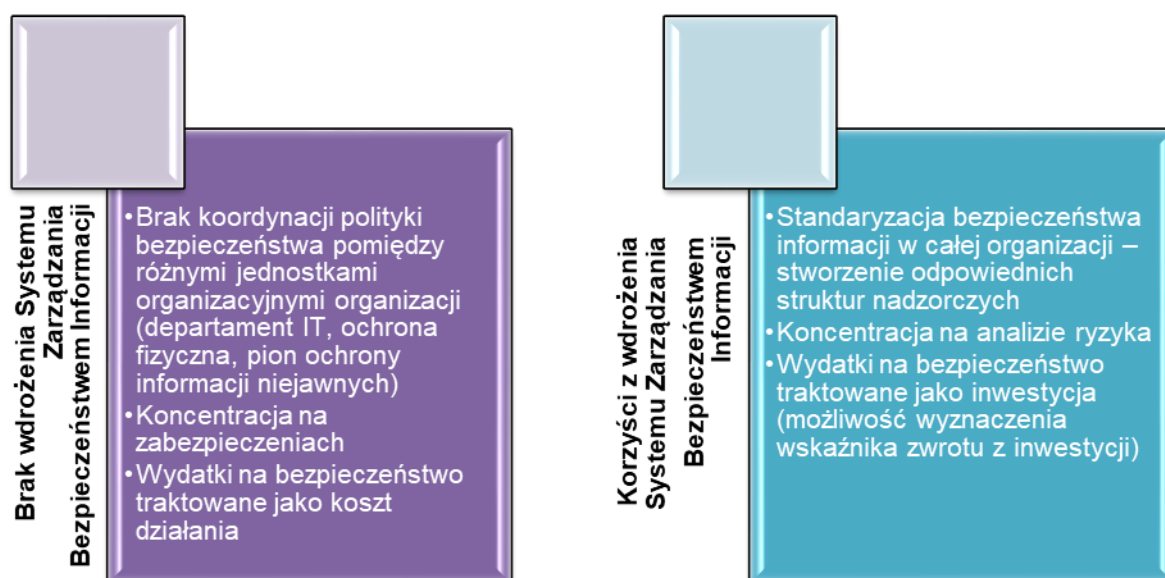 Brak wdrożenia Systemu
Zarządzania
Bezpieczeństwem Informacji
•Brak koordynacji polityki
bezpieczeństwa pomiędzy
różnymi jednostkami
organizacyjnymi organizacji
(departament IT, ochrona
fizyczna, pion ochrony
informacji niejawnych)
•Koncentracja na
zabezpieczeniach
•Wydatki na bezpieczeństwo
traktowane jako koszt
działania
Korzyści z wdrożenia
Systemu Zarządzania
Bezpieczeństwem
Informacji
•Standaryzacja bezpieczeństwa
informacji w całej organizacji –
stworzenie odpowiednich
struktur nadzorczych
•Koncentracja na analizie ryzyka
•Wydatki na bezpieczeństwo
traktowane jako inwestycja
(możliwość wyznaczenia
wskaźnika zwrotu z inwestycji)